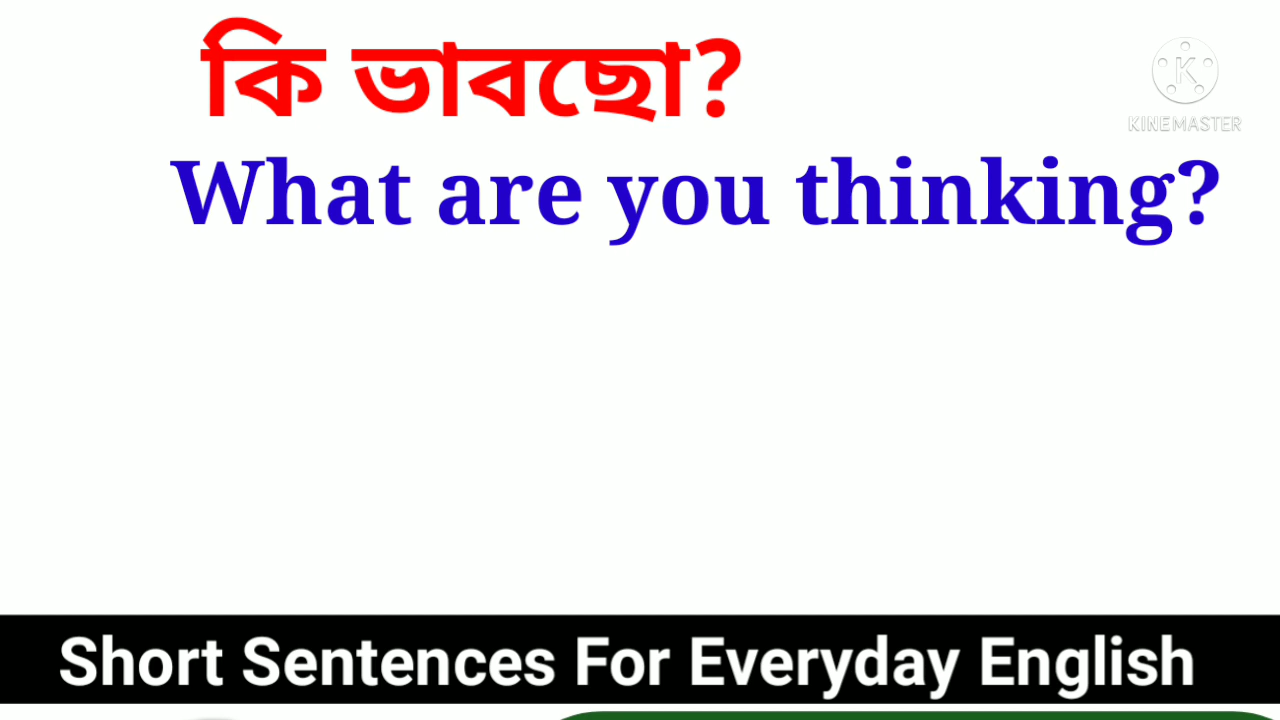 কি ভাবছো?
KINEMASTER
What are you thinking?
Short Sentences For Everyday English